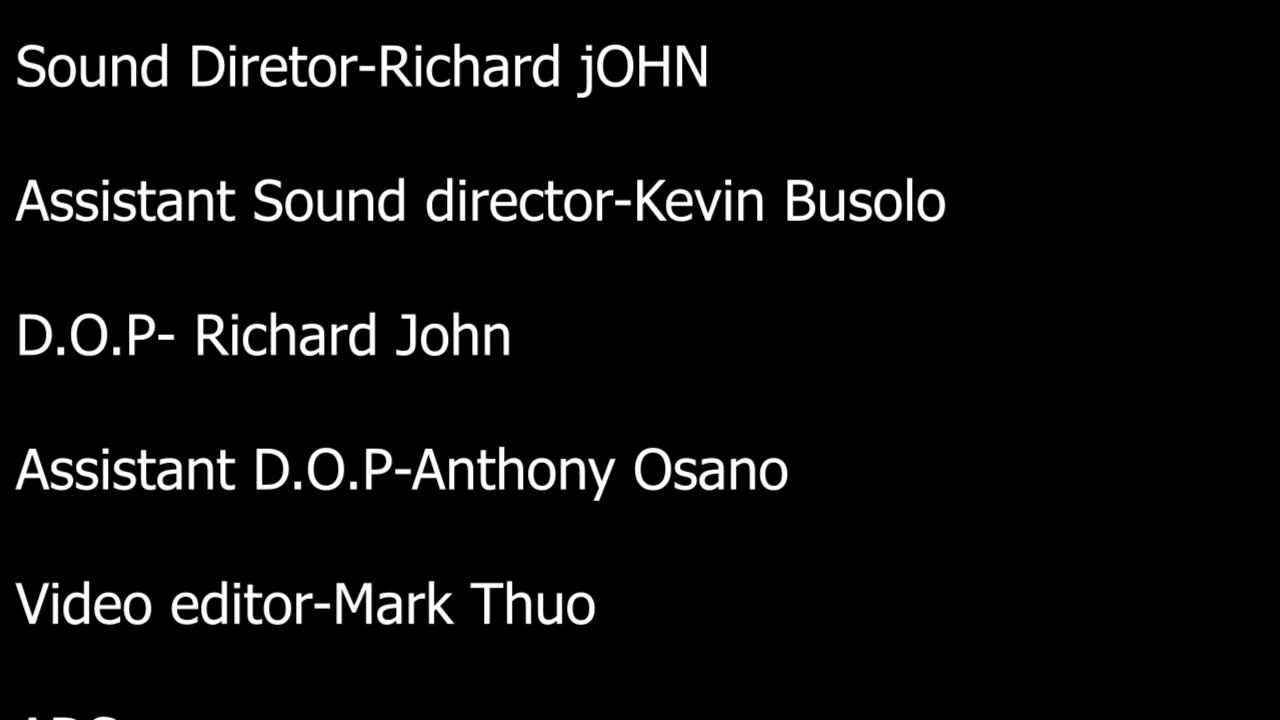 Sound Diretor-Richard jOHN
Assistant Sound director-Kevin Busolo
D.O.P- Richard John
Assistant D.O.P-Anthony Osano
Video editor-Mark Thuo